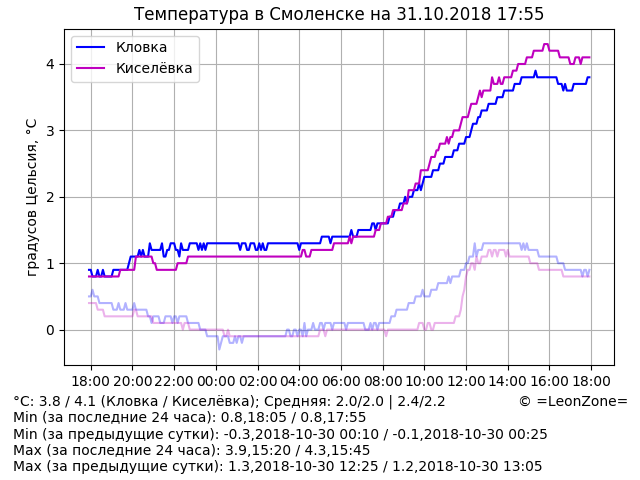 Температура в Смоленске на 31.10.2018 17:55
Кловка
Киселёвка
градусов Цельсия, °C
4
3
2
1
0
18:00 20:00 22:00 00:00 02:00 04:00 06:00 08:00 10:00 12:00 14:00 16:00 18:00
°C: 3.8 / 4.1 (Кловка / Киселёвка); Средняя: 2.0/2.0 | 2.4/2.2 © =LeonZone=
Min (за последние 24 часа): 0.8,18:05 / 0.8,17:55
Min (за предыдущие сутки): -0.3,2018-10-30 00:10 / -0.1,2018-10-30 00:25
Max (за последние 24 часа): 3.9,15:20 / 4.3,15:45
Max (за предыдущие сутки): 1.3,2018-10-30 12:25 / 1.2,2018-10-30 13:05